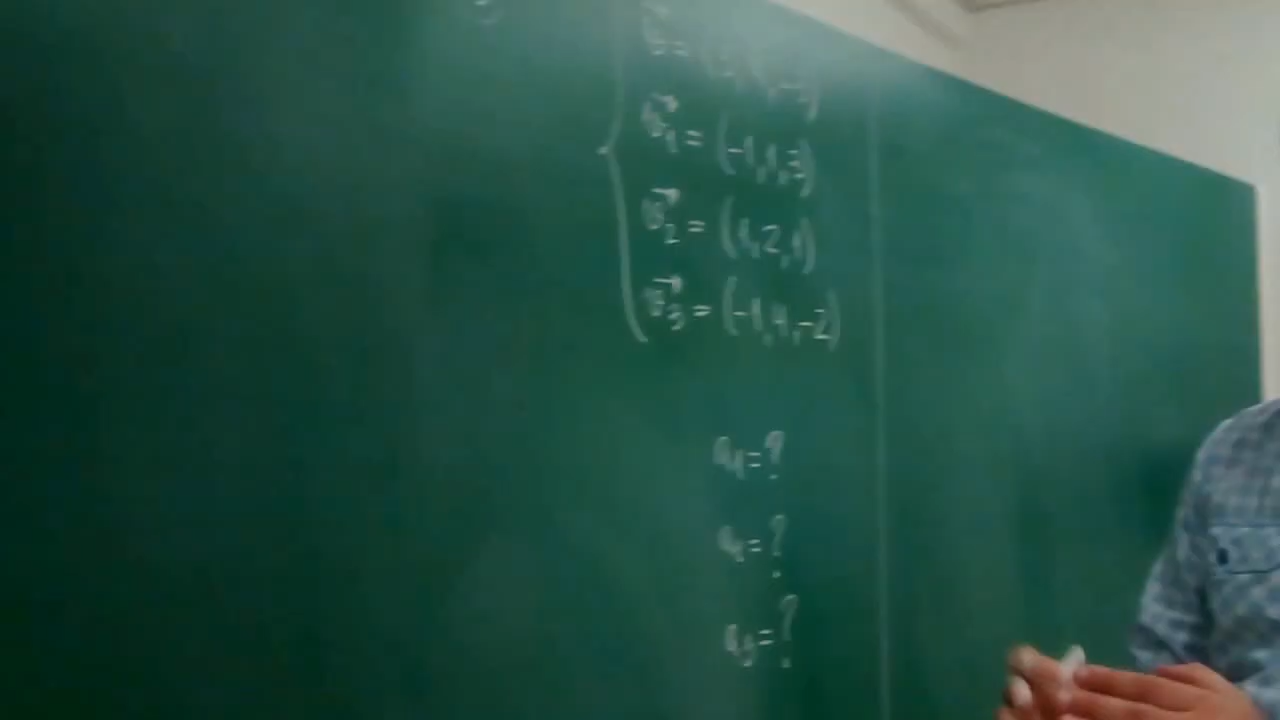 v⃗₁ = (-1,1,3)
v⃗₂ = (1,2,1)
v⃗₃ = (-1,1,-2)
a₁=?
a₂=?
a₃=?